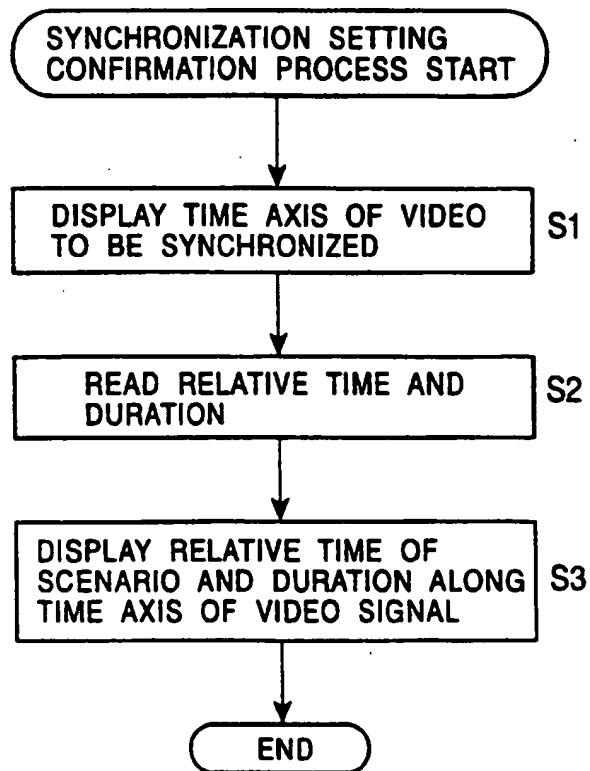 SYNCHRONIZATION SETTING
CONFIRMATION PROCESS START
DISPLAY TIME AXIS OF VIDEO
TO BE SYNCHRONIZED
S1
READ RELATIVE TIME AND
DURATION
S2
DISPLAY RELATIVE TIME OF
SCENARIO AND DURATION ALONG
TIME AXIS OF VIDEO SIGNAL
S3
END